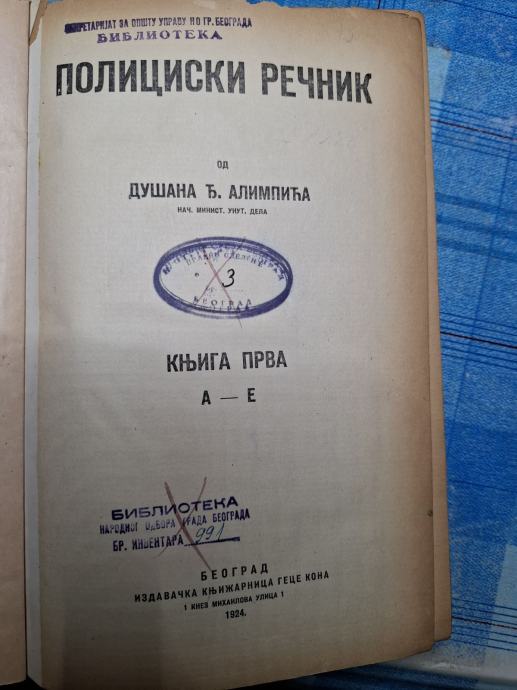 СЕКРЕТАРИЈАТ ЗА ОПШТУ УПРАВУ Н О ГР. БЕОГРАДА
БИБЛИОТЕКА
ПОЛИЦИСКИ РЕЧНИК
ОД
ДУШАНА Ђ. АЛИМПИЋА
НАЧ. МИНИСТ. УНУТ. ДЕЛА
3
БЕОГРАД
КЊИГА ПРВА
А — Е
БИБЛИОТЕКА
НАРОДНОГ ОДБОРА ГРАДА БЕОГРАДА
БР. ИНВЕНТАРА 991
БЕОГРАД
ИЗДАВАЧКА КЊИЖАРНИЦА ГЕЦЕ КОНА
1 КНЕЗ МИХАИЛОВА УЛИЦА 1
1924.